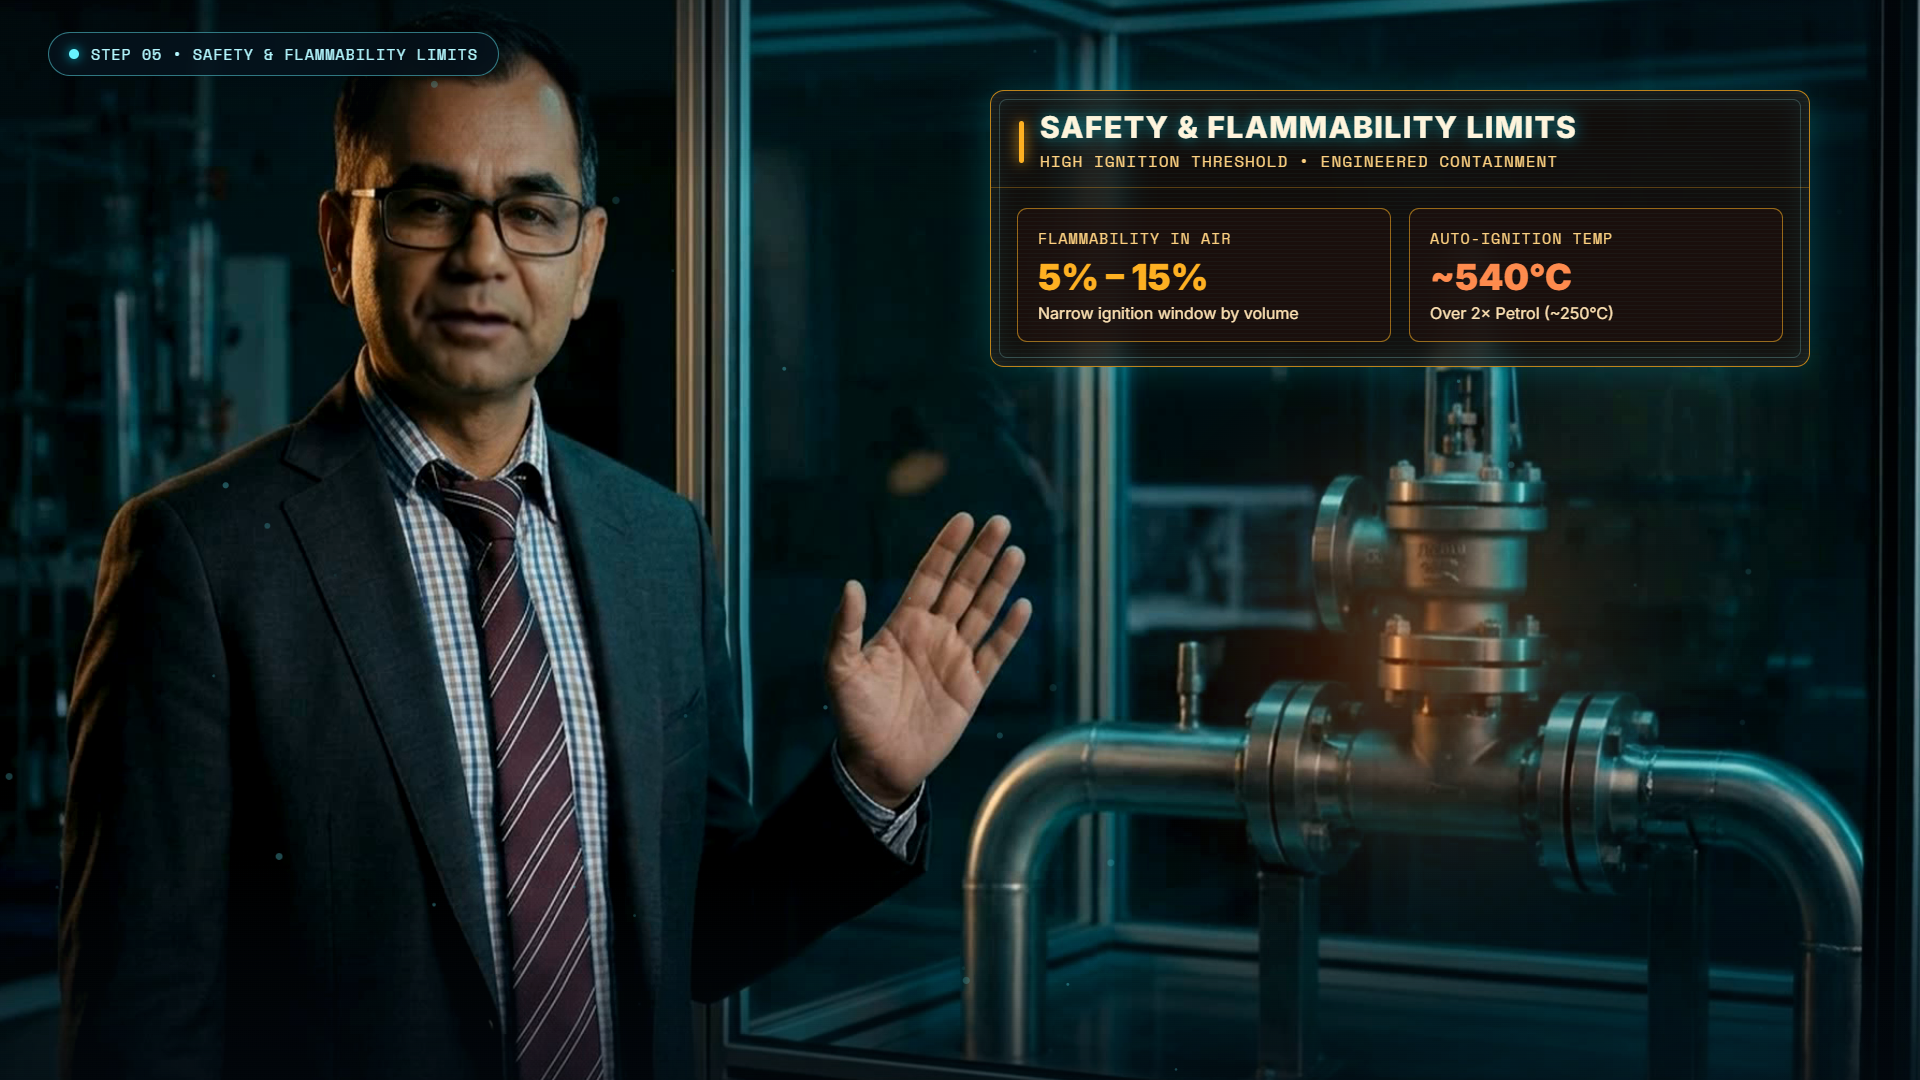 STEP 05 • SAFETY & FLAMMABILITY LIMITS
SAFETY & FLAMMABILITY LIMITS
HIGH IGNITION THRESHOLD • ENGINEERED CONTAINMENT
FLAMMABILITY IN AIR
5% – 15%
Narrow ignition window by volume
AUTO-IGNITION TEMP
~540°C
Over 2× Petrol (~250°C)